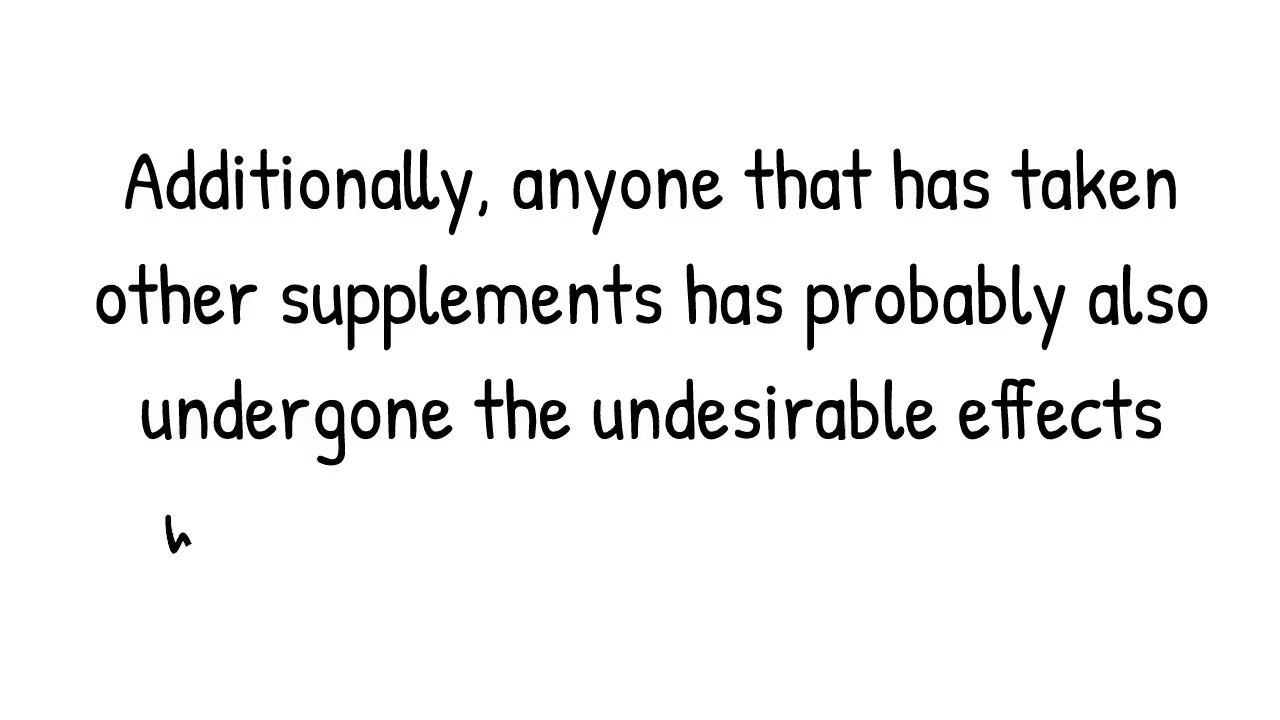 Additionally, anyone that has taken
other supplements has probably also
undergone the undesirable effects